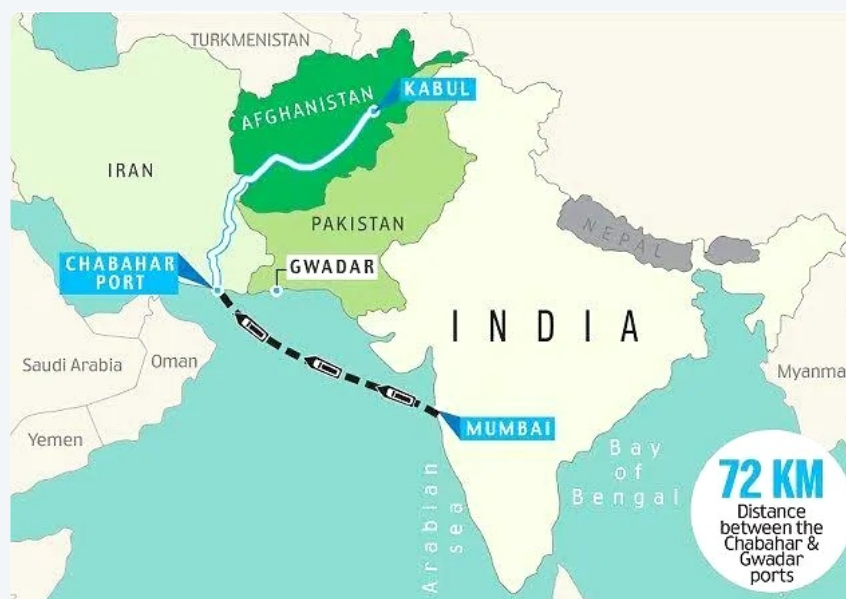 TURKMENISTAN
KABUL
AFGHANISTAN
IRAN
PAKISTAN
NEPAL
CHABAHAR
PORT
GWADAR
INDIA
Saudi Arabia
Oman
Myanma
Yemen
MUMBAI
Bay
of
Bengal
Arabian
sea
72 KM
Distance
between the
Chabahar &
Gwadar
ports